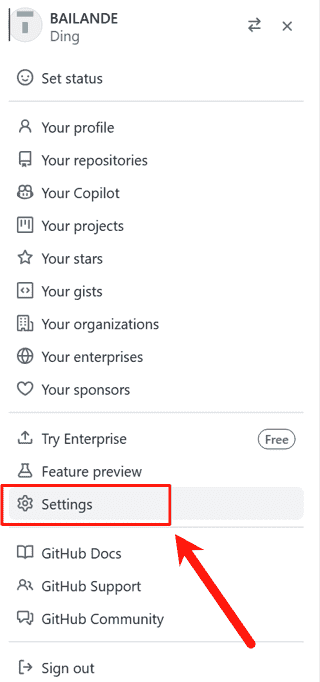 BAILANDE
Ding
Set status
Your profile
Your repositories
Your Copilot
Your projects
Your stars
Your gists
Your organizations
Your enterprises
Your sponsors
Try Enterprise Free
Feature preview
Settings
GitHub Docs
GitHub Support
GitHub Community
Sign out